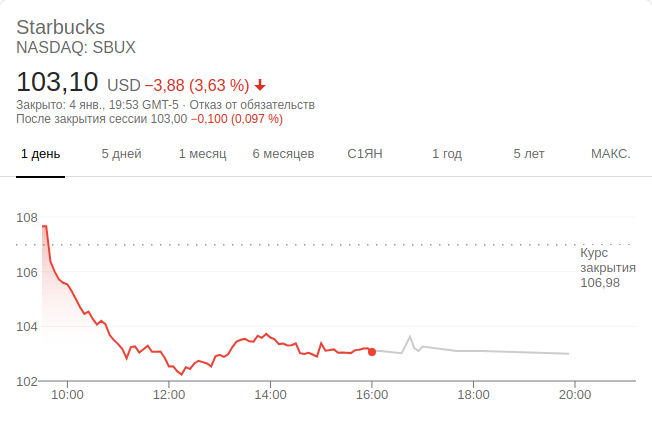 Starbucks
NASDAQ: SBUX
103,10 USD −3,88 (3,63 %)
Закрыто: 4 янв., 19:53 GMT-5 · Отказ от обязательств
После закрытия сессии 103,00 −0,100 (0,097 %)
1 день 5 дней 1 месяц 6 месяцев С1ЯН 1 год 5 лет МАКС.
108
106
104
102
Курс
закрытия
106,98
10:00 12:00 14:00 16:00 18:00 20:00